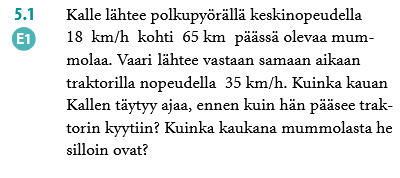 5.1 Kalle lähtee polkupyörällä keskinopeudella
E1 18 km/h kohti 65 km päässä olevaa mum-
molaa. Vaari lähtee vastaan samaan aikaan
traktorilla nopeudella 35 km/h. Kuinka kauan
Kallen täytyy ajaa, ennen kuin hän pääsee trak-
torin kyytiin? Kuinka kaukana mummolasta he
silloin ovat?